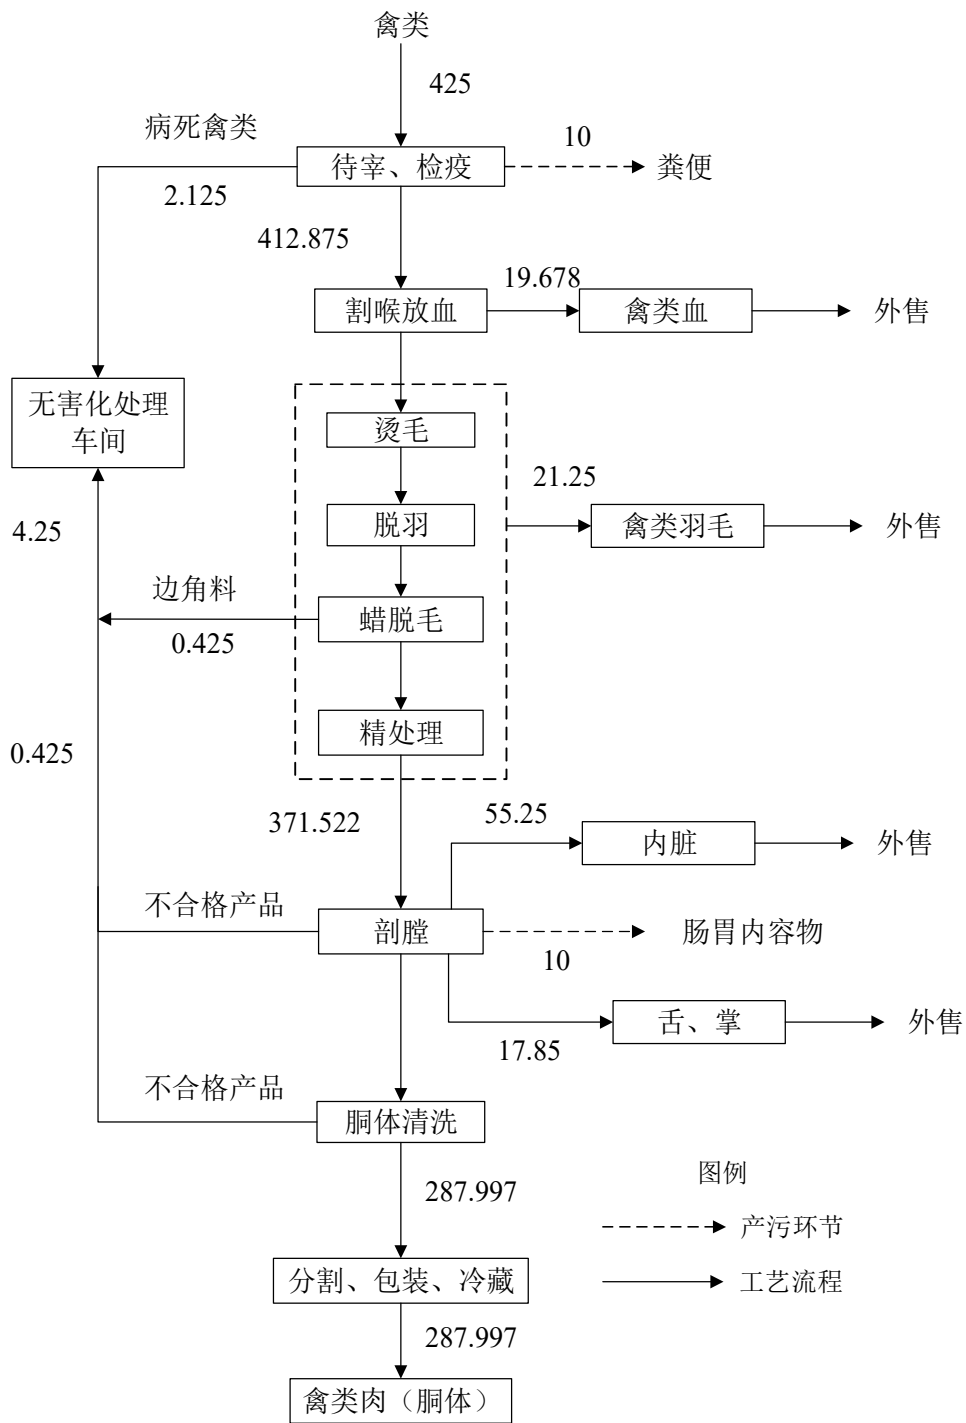 禽类
425
病死禽类
10
待宰、检疫
粪便
2.125
412.875
19.678
割喉放血
禽类血
外售
无害化处理
车间
烫毛
21.25
4.25
脱羽
禽类羽毛
外售
边角料
蜡脱毛
0.425
精处理
0.425
371.522
55.25
内脏
外售
不合格产品
剖膛
肠胃内容物
10
舌、掌
外售
17.85
不合格产品
胴体清洗
图例
287.997
产污环节
分割、包装、冷藏
工艺流程
287.997
禽类肉（胴体）